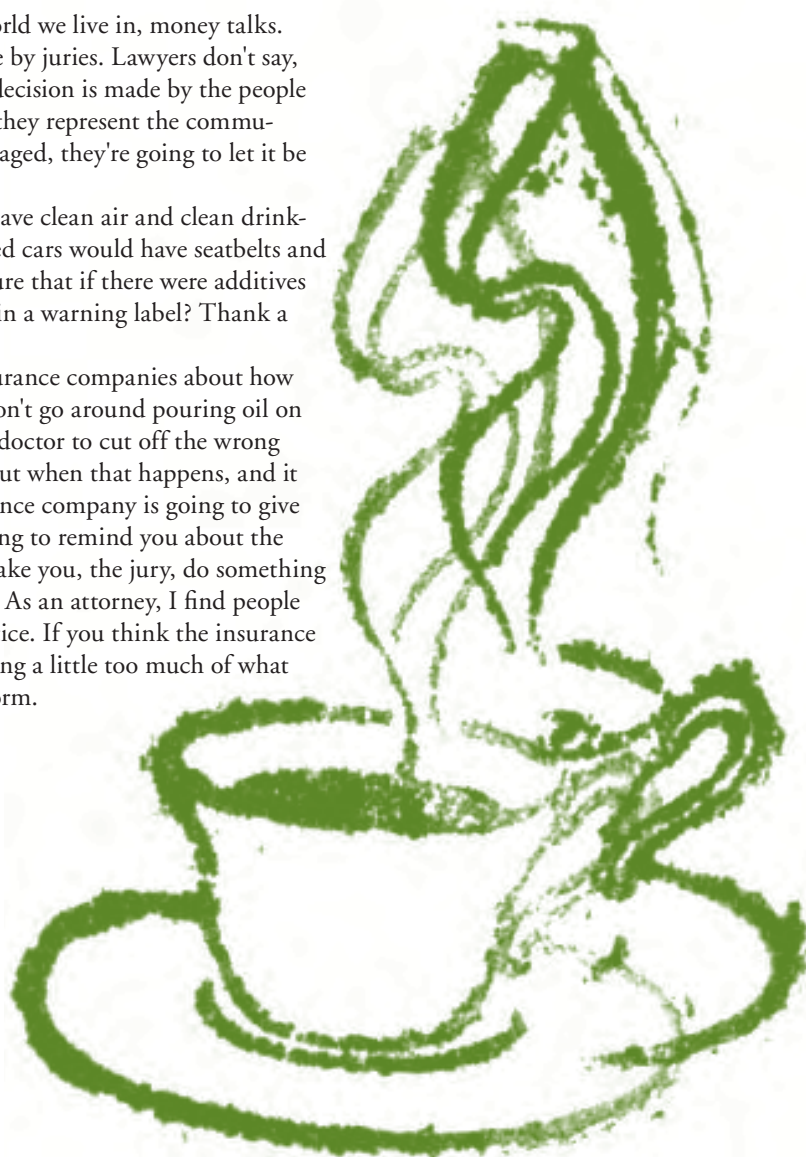 orld we live in, money talks.
e by juries. Lawyers don't say,
decision is made by the people
they represent the commu-
aged, they're going to let it be
ave clean air and clean drink-
ed cars would have seatbelts and
ure that if there were additives
in a warning label? Thank a
urance companies about how
on't go around pouring oil on
doctor to cut off the wrong
ut when that happens, and it
nce company is going to give
ng to remind you about the
ake you, the jury, do something
As an attorney, I find people
ice. If you think the insurance
ng a little too much of what
orm.